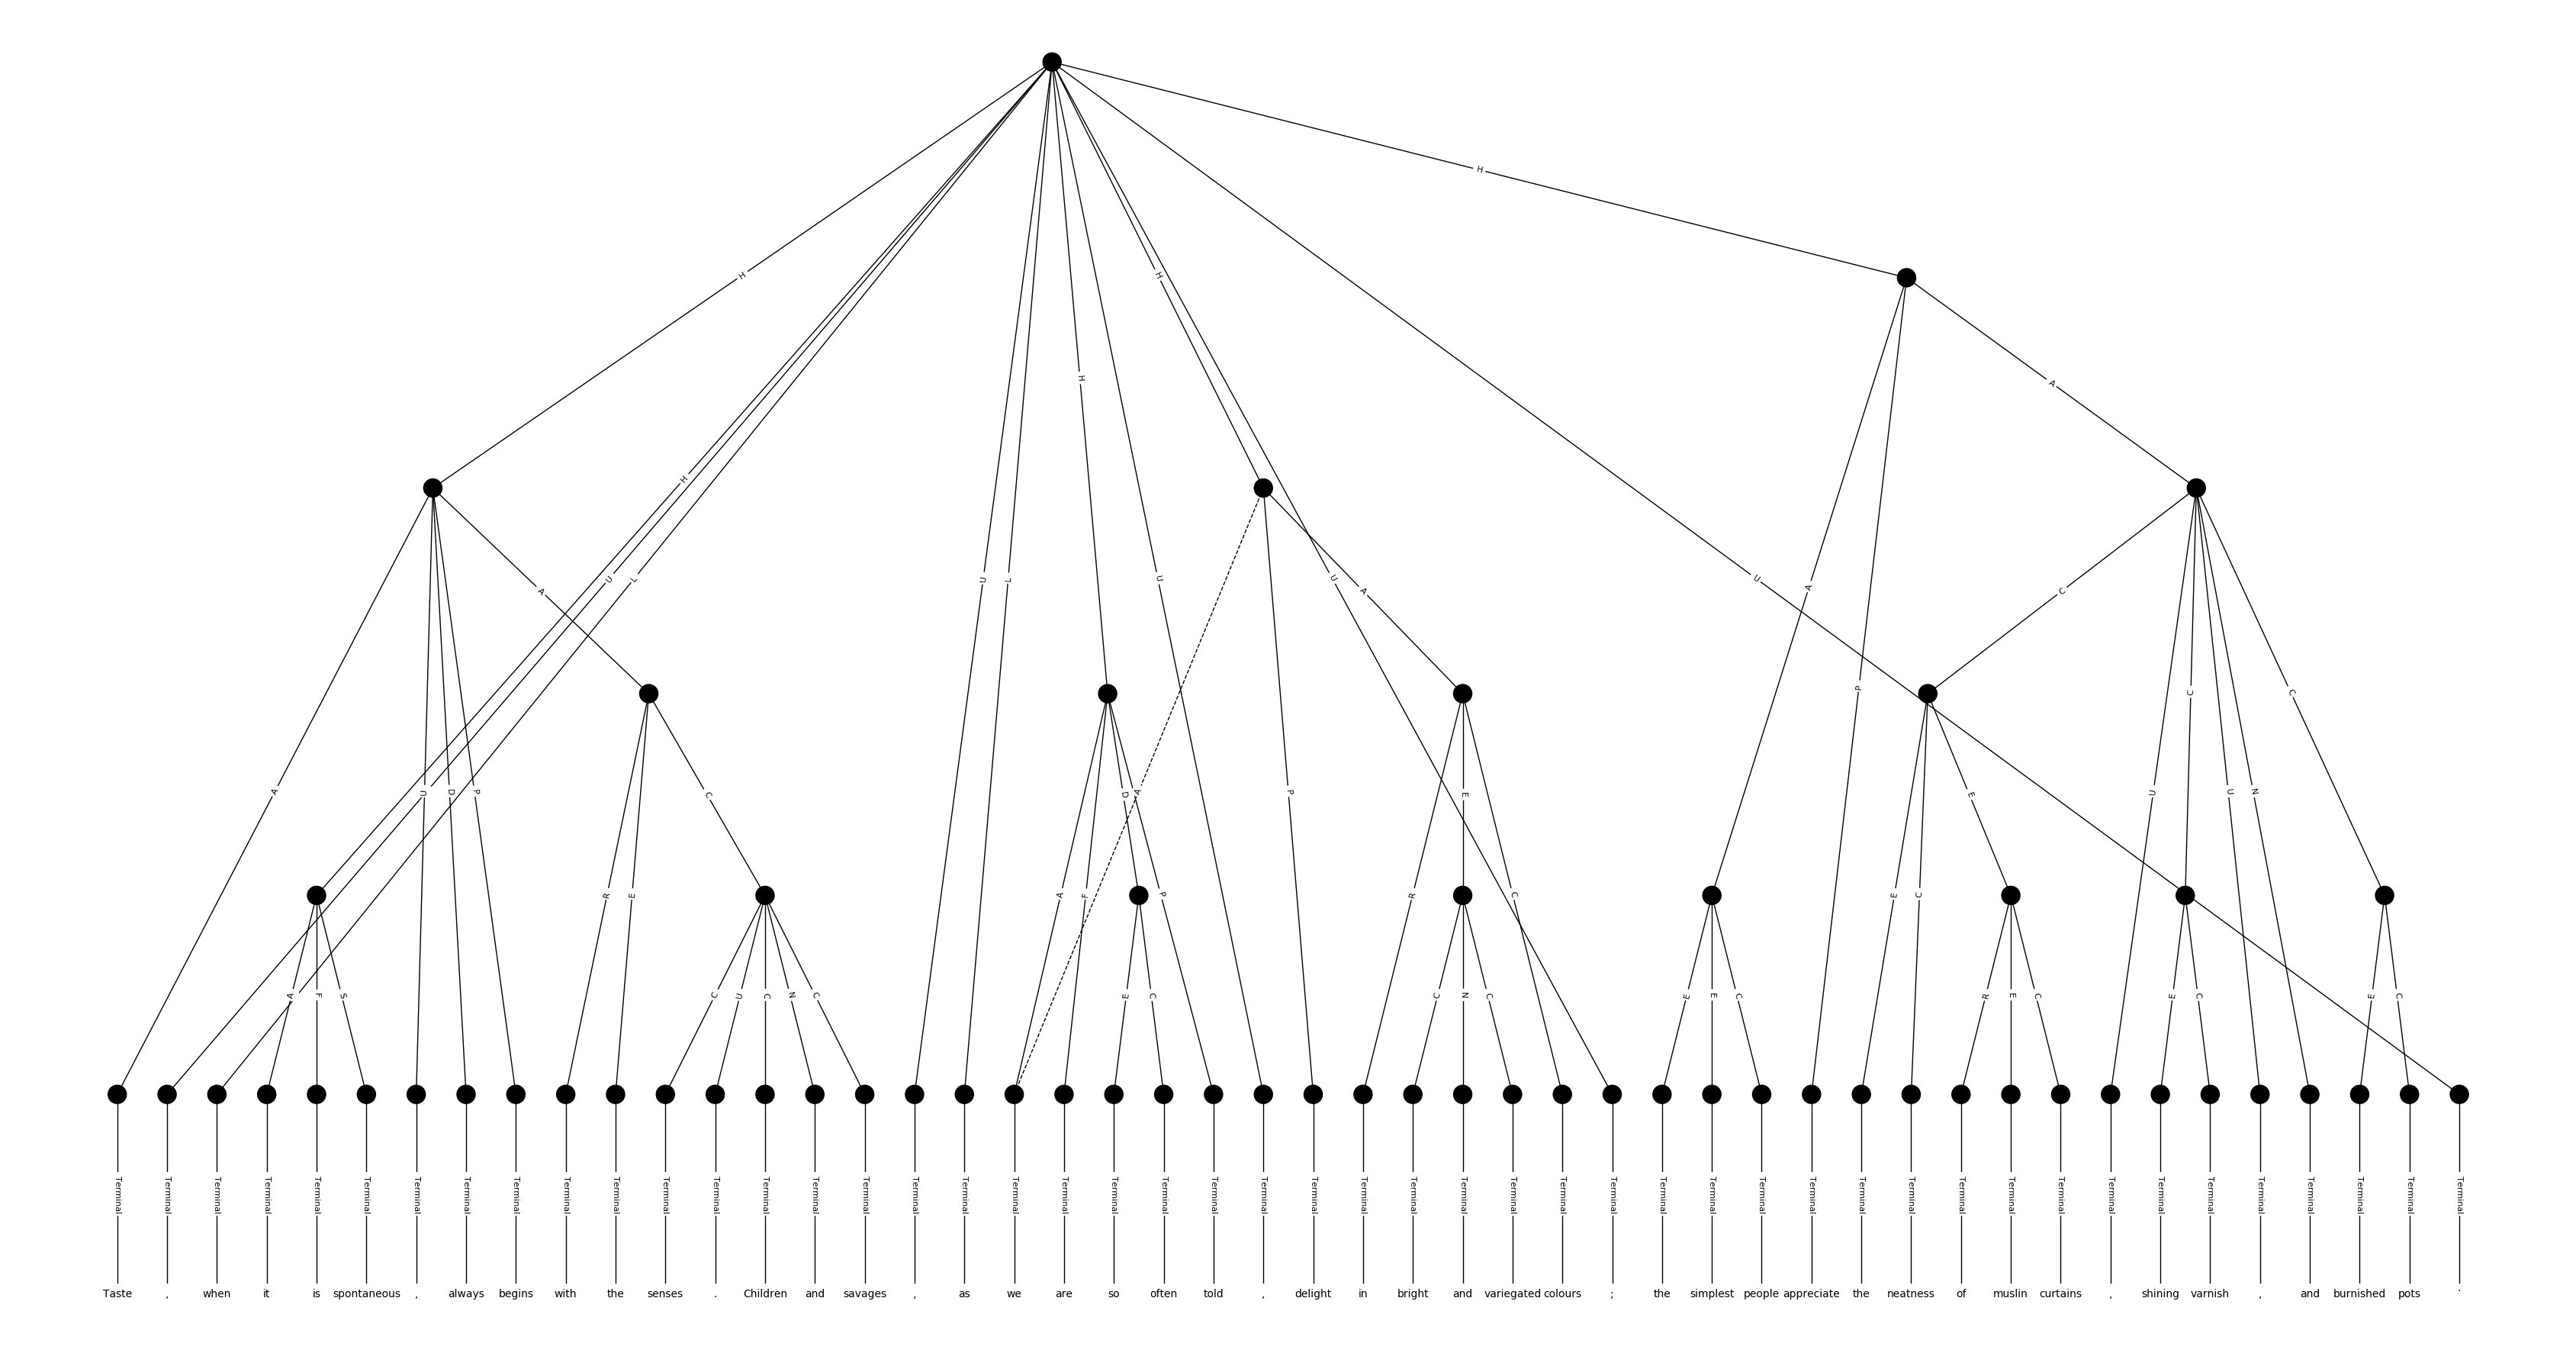 H
H
H
H
H
A
U
L
U
L
U
U
U
A
A
A
P
C
C
C
A
U
D
P
C
D
A
P
E
U
U
N
R
E
A
F
P
R
C
E
C
A
F
S
C
U
C
N
C
E
C
C
N
C
E
E
C
R
E
C
E
C
E
C
Terminal Terminal Terminal Terminal Terminal Terminal Terminal Terminal Terminal Terminal Terminal Terminal Terminal Terminal Terminal Terminal Terminal Terminal Terminal Terminal Terminal Terminal Terminal Terminal Terminal Terminal Terminal Terminal Terminal Terminal Terminal Terminal Terminal Terminal Terminal Terminal Terminal Terminal Terminal Terminal Terminal Terminal Terminal Terminal Terminal Terminal Terminal Terminal
Taste , when it is spontaneous , always begins with the senses . Children and savages , as we are so often told , delight in bright and variegated colours ; the simplest people appreciate the neatness of muslin curtains , shining varnish , and burnished pots .